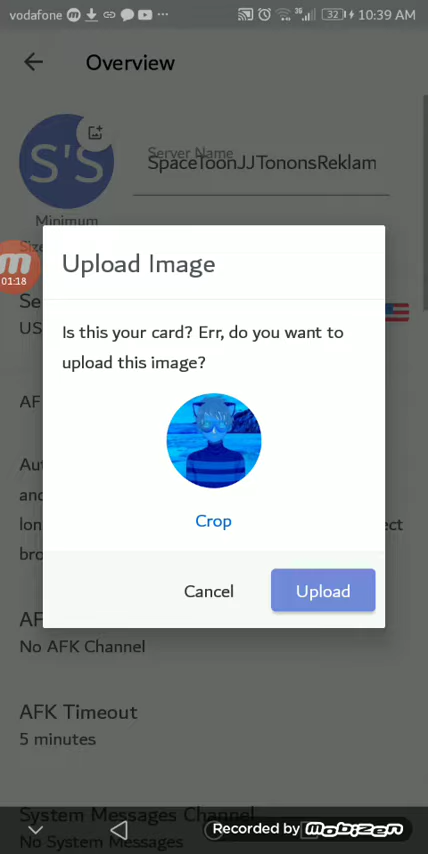 vodafone
32
10:39 AM
Overview
S'S
Server Name
SpaceToonJJTononsReklam
Minimum
Size
01:18
Upload Image
Is this your card? Err, do you want to
upload this image?
Crop
Cancel
Upload
No AFK Channel
AFK Timeout
5 minutes
System Messages Channel
No System Messages
Recorded by mobizen